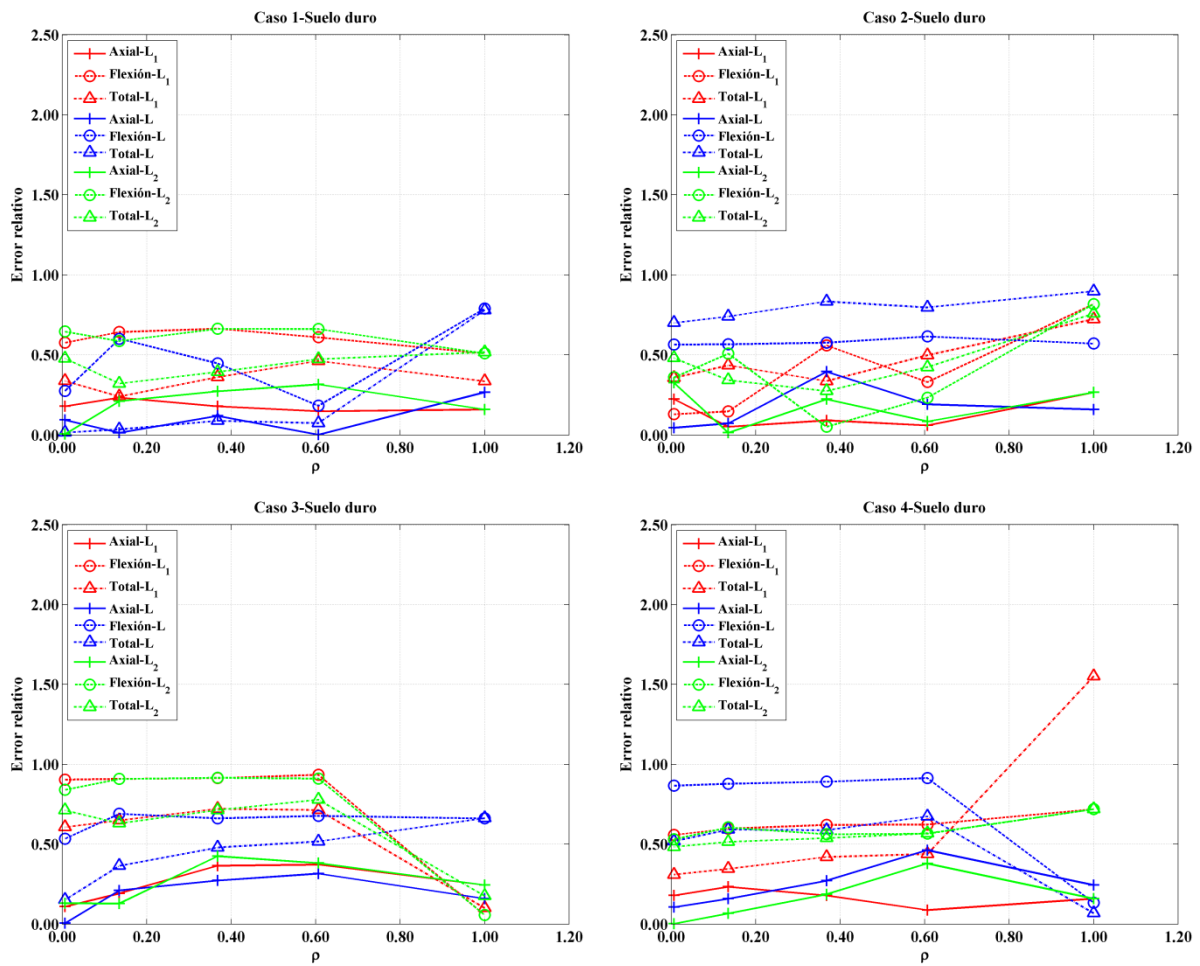 Caso 1-Suelo duro
2.50
2.00
1.50
1.00
0.50
0.00
Error relativo
Axial-L1
Flexión-L1
Total-L1
Axial-L
Flexión-L
Total-L
Axial-L2
Flexión-L2
Total-L2
0.00 0.20 0.40 0.60 0.80 1.00 1.20
ρ
Caso 2-Suelo duro
2.50
2.00
1.50
1.00
0.50
0.00
Error relativo
Axial-L1
Flexión-L1
Total-L1
Axial-L
Flexión-L
Total-L
Axial-L2
Flexión-L2
Total-L2
0.00 0.20 0.40 0.60 0.80 1.00 1.20
ρ
Caso 3-Suelo duro
2.50
2.00
1.50
1.00
0.50
0.00
Error relativo
Axial-L1
Flexión-L1
Total-L1
Axial-L
Flexión-L
Total-L
Axial-L2
Flexión-L2
Total-L2
0.00 0.20 0.40 0.60 0.80 1.00 1.20
ρ
Caso 4-Suelo duro
2.50
2.00
1.50
1.00
0.50
0.00
Error relativo
Axial-L1
Flexión-L1
Total-L1
Axial-L
Flexión-L
Total-L
Axial-L2
Flexión-L2
Total-L2
0.00 0.20 0.40 0.60 0.80 1.00 1.20
ρ